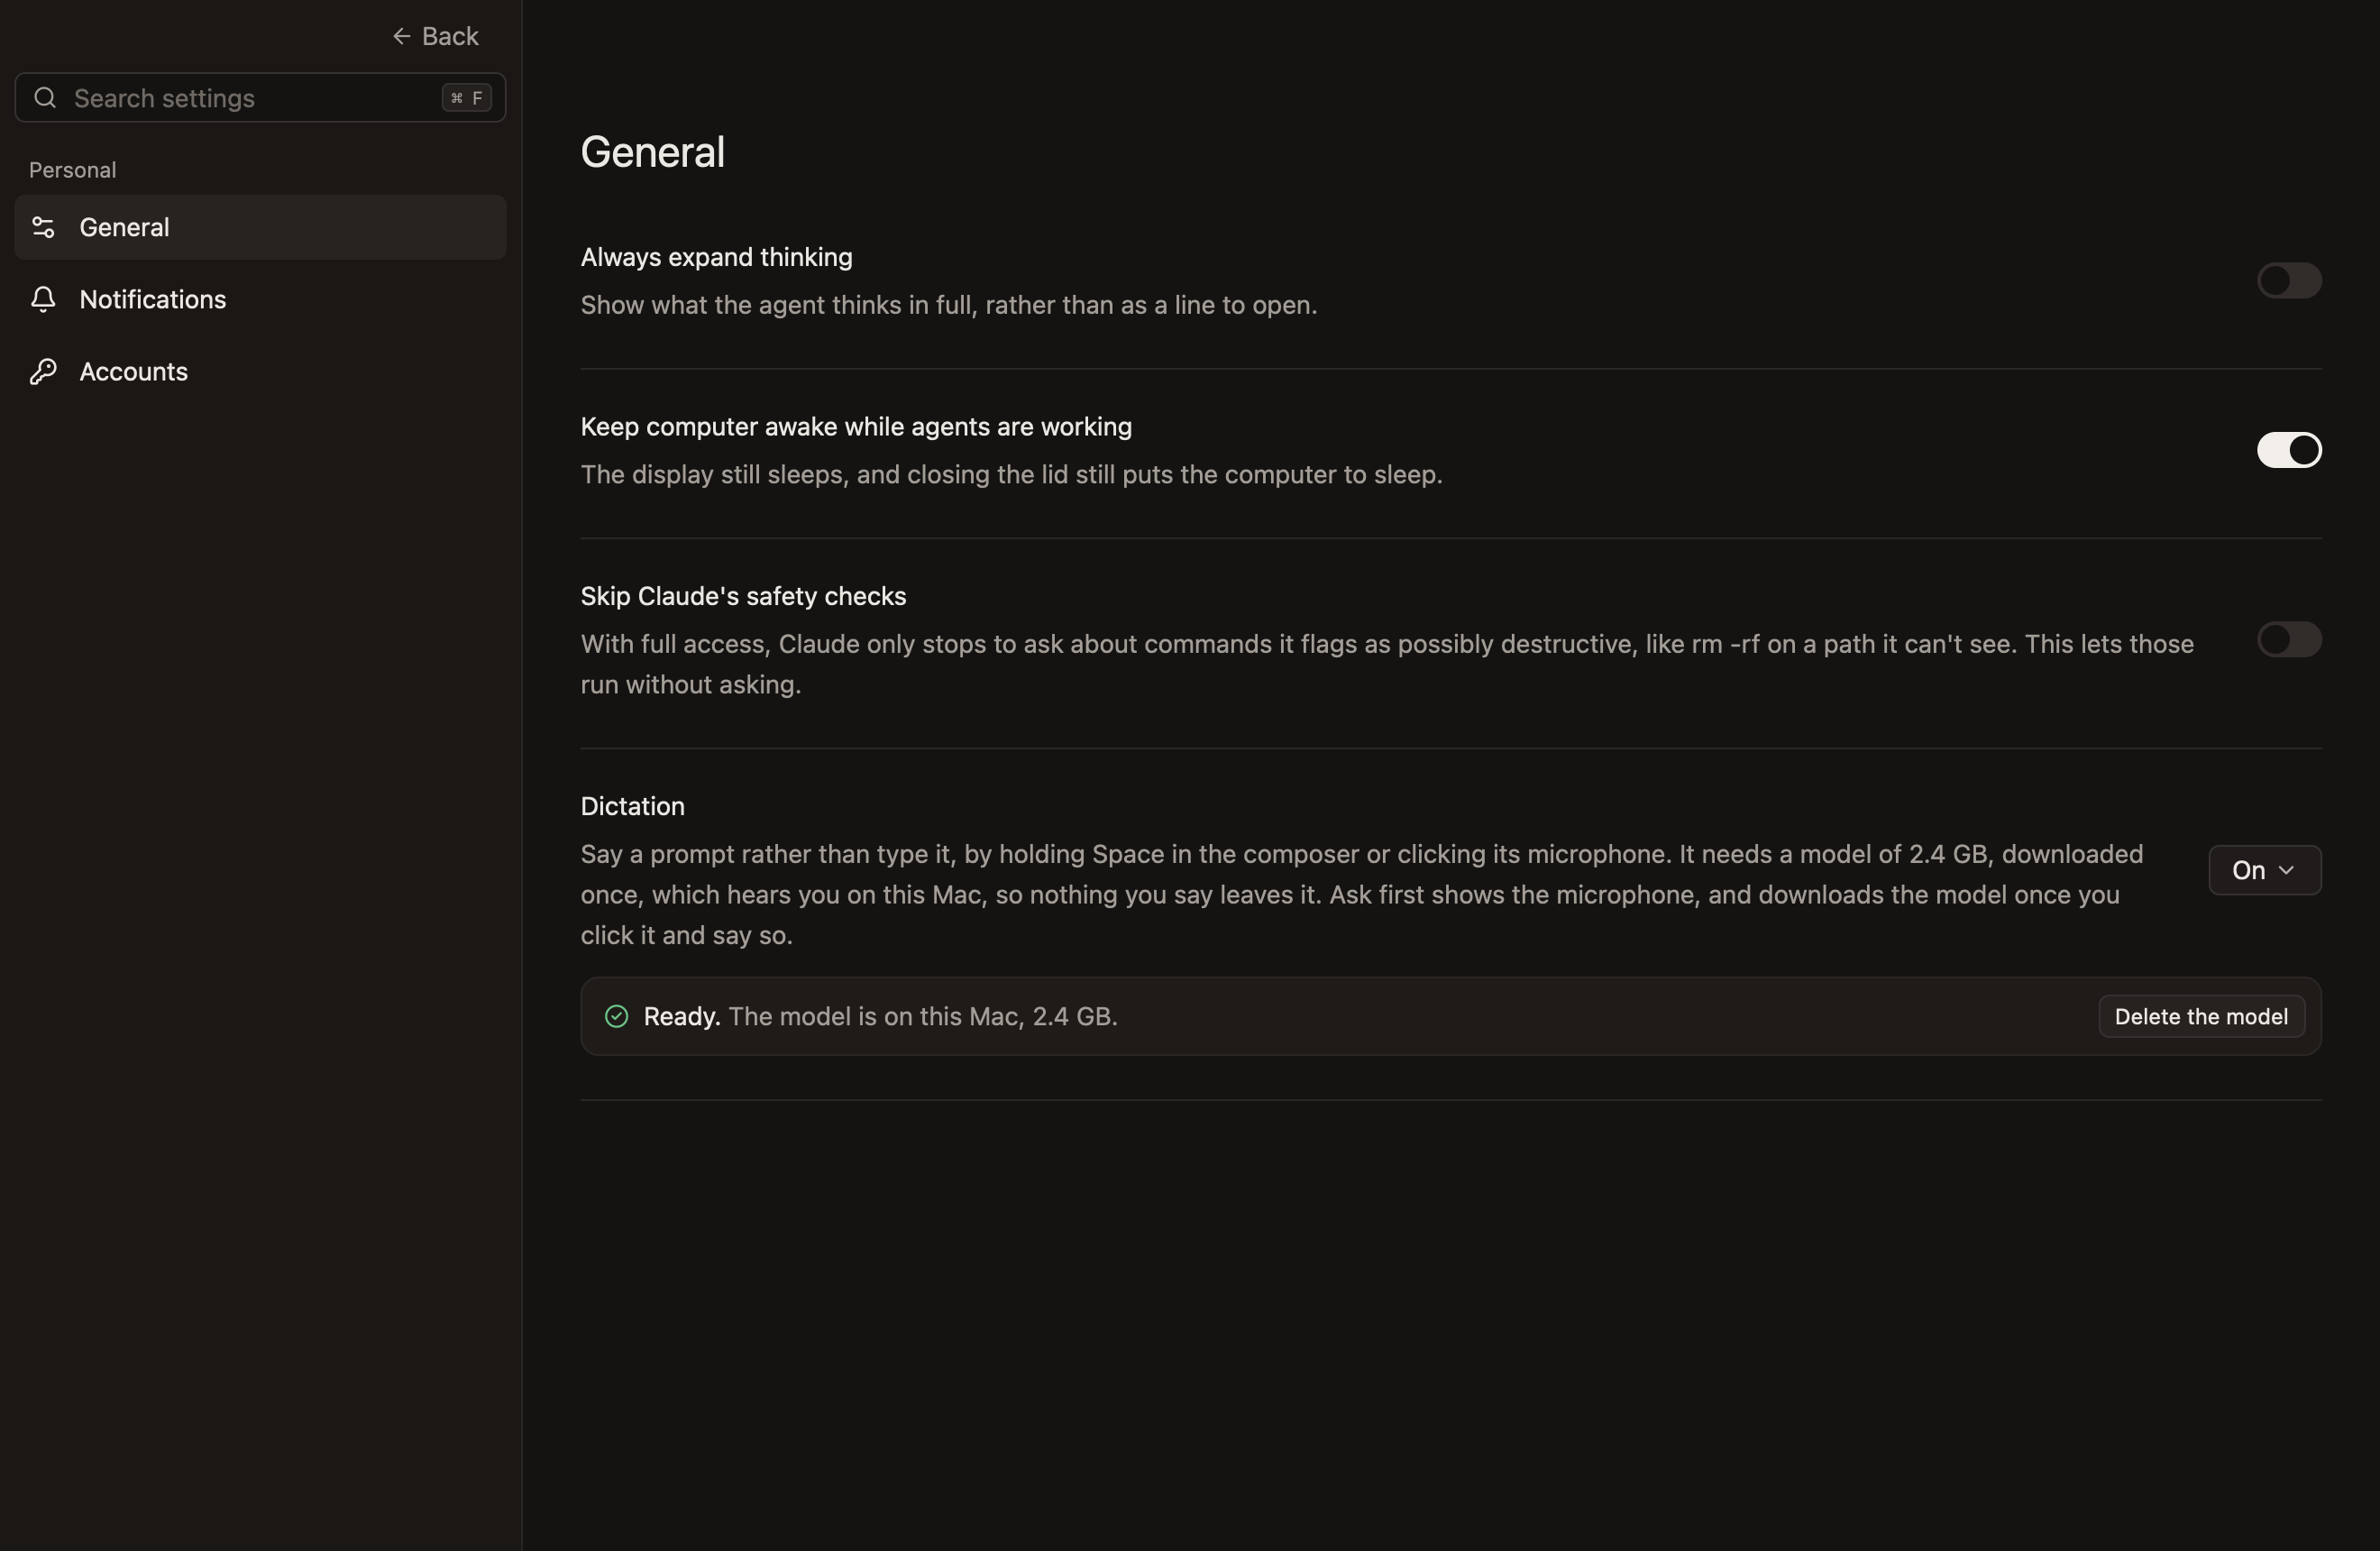 Back
Search settings
⌘ F
Personal
General
Notifications
Accounts
General
Always expand thinking
Show what the agent thinks in full, rather than as a line to open.
Keep computer awake while agents are working
The display still sleeps, and closing the lid still puts the computer to sleep.
Skip Claude's safety checks
With full access, Claude only stops to ask about commands it flags as possibly destructive, like rm -rf on a path it can't see. This lets those
run without asking.
Dictation
Say a prompt rather than type it, by holding Space in the composer or clicking its microphone. It needs a model of 2.4 GB, downloaded
once, which hears you on this Mac, so nothing you say leaves it. Ask first shows the microphone, and downloads the model once you
click it and say so.
On
Ready. The model is on this Mac, 2.4 GB.
Delete the model